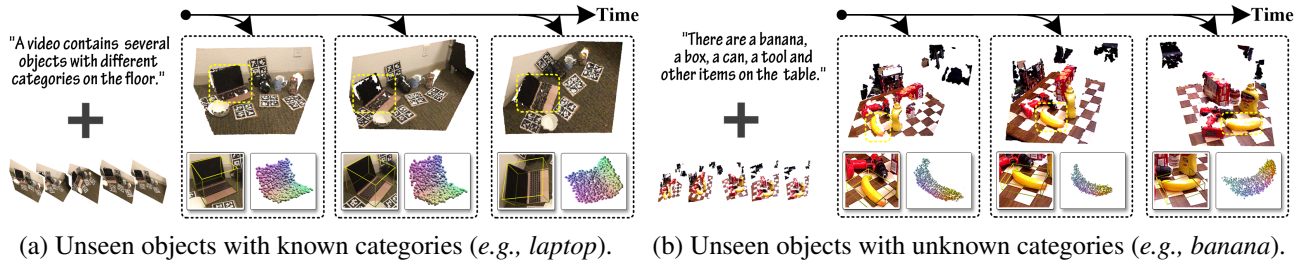 Time
"A video contains several
objects with different
categories on the floor."
+
(a) Unseen objects with known categories (e.g., laptop).
Time
"There are a banana,
a box, a can, a tool and
other items on the table."
+
(b) Unseen objects with unknown categories (e.g., banana).